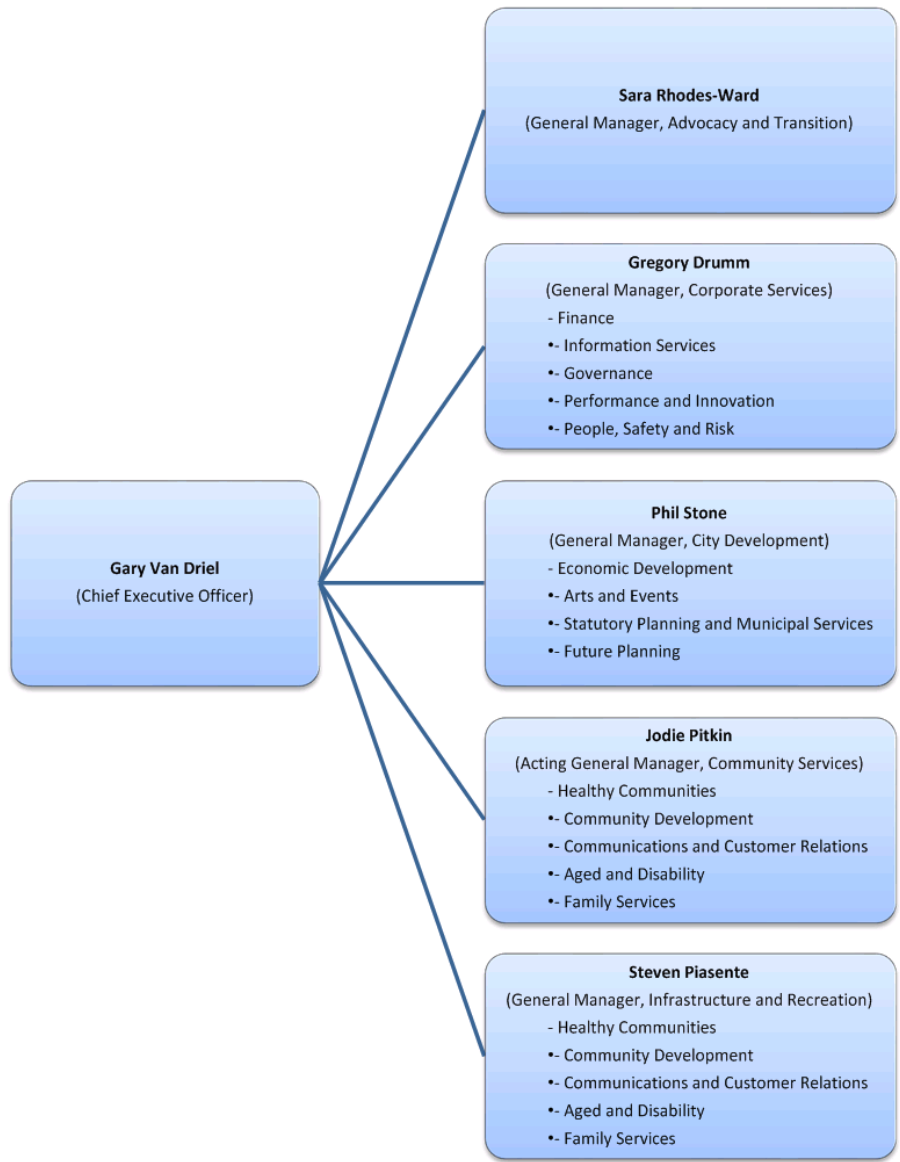 Sara Rhodes-Ward
(General Manager, Advocacy and Transition)
Gregory Drumm
(General Manager, Corporate Services)
- Finance
•- Information Services
•- Governance
•- Performance and Innovation
•- People, Safety and Risk
Gary Van Driel
(Chief Executive Officer)
Phil Stone
(General Manager, City Development)
- Economic Development
•- Arts and Events
•- Statutory Planning and Municipal Services
•- Future Planning
Jodie Pitkin
(Acting General Manager, Community Services)
- Healthy Communities
•- Community Development
•- Communications and Customer Relations
•- Aged and Disability
•- Family Services
Steven Piasente
(General Manager, Infrastructure and Recreation)
- Healthy Communities
•- Community Development
•- Communications and Customer Relations
•- Aged and Disability
•- Family Services